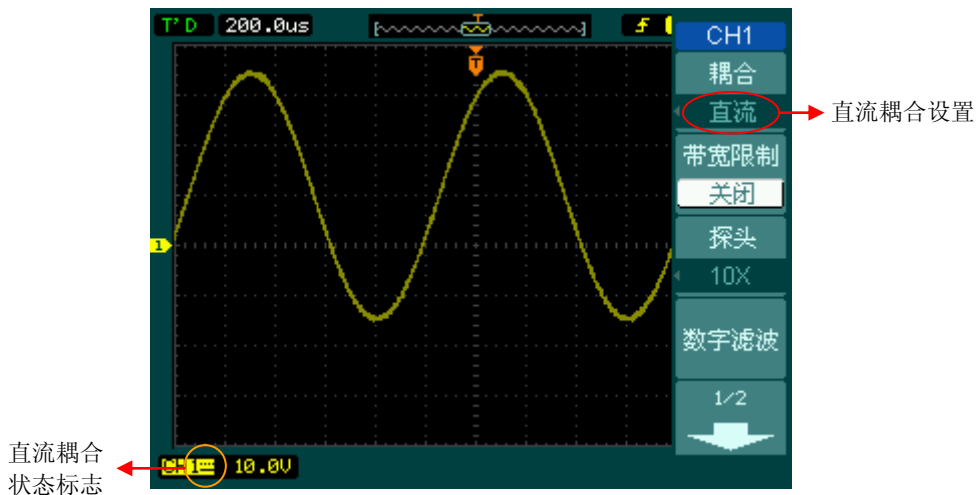 T'D 200.0us
T
T
CH1
耦合
直流
直流耦合设置
带宽限制
关闭
探头
10X
1
数字滤波
1/2
直流耦合
状态标志
CH1 10.0V